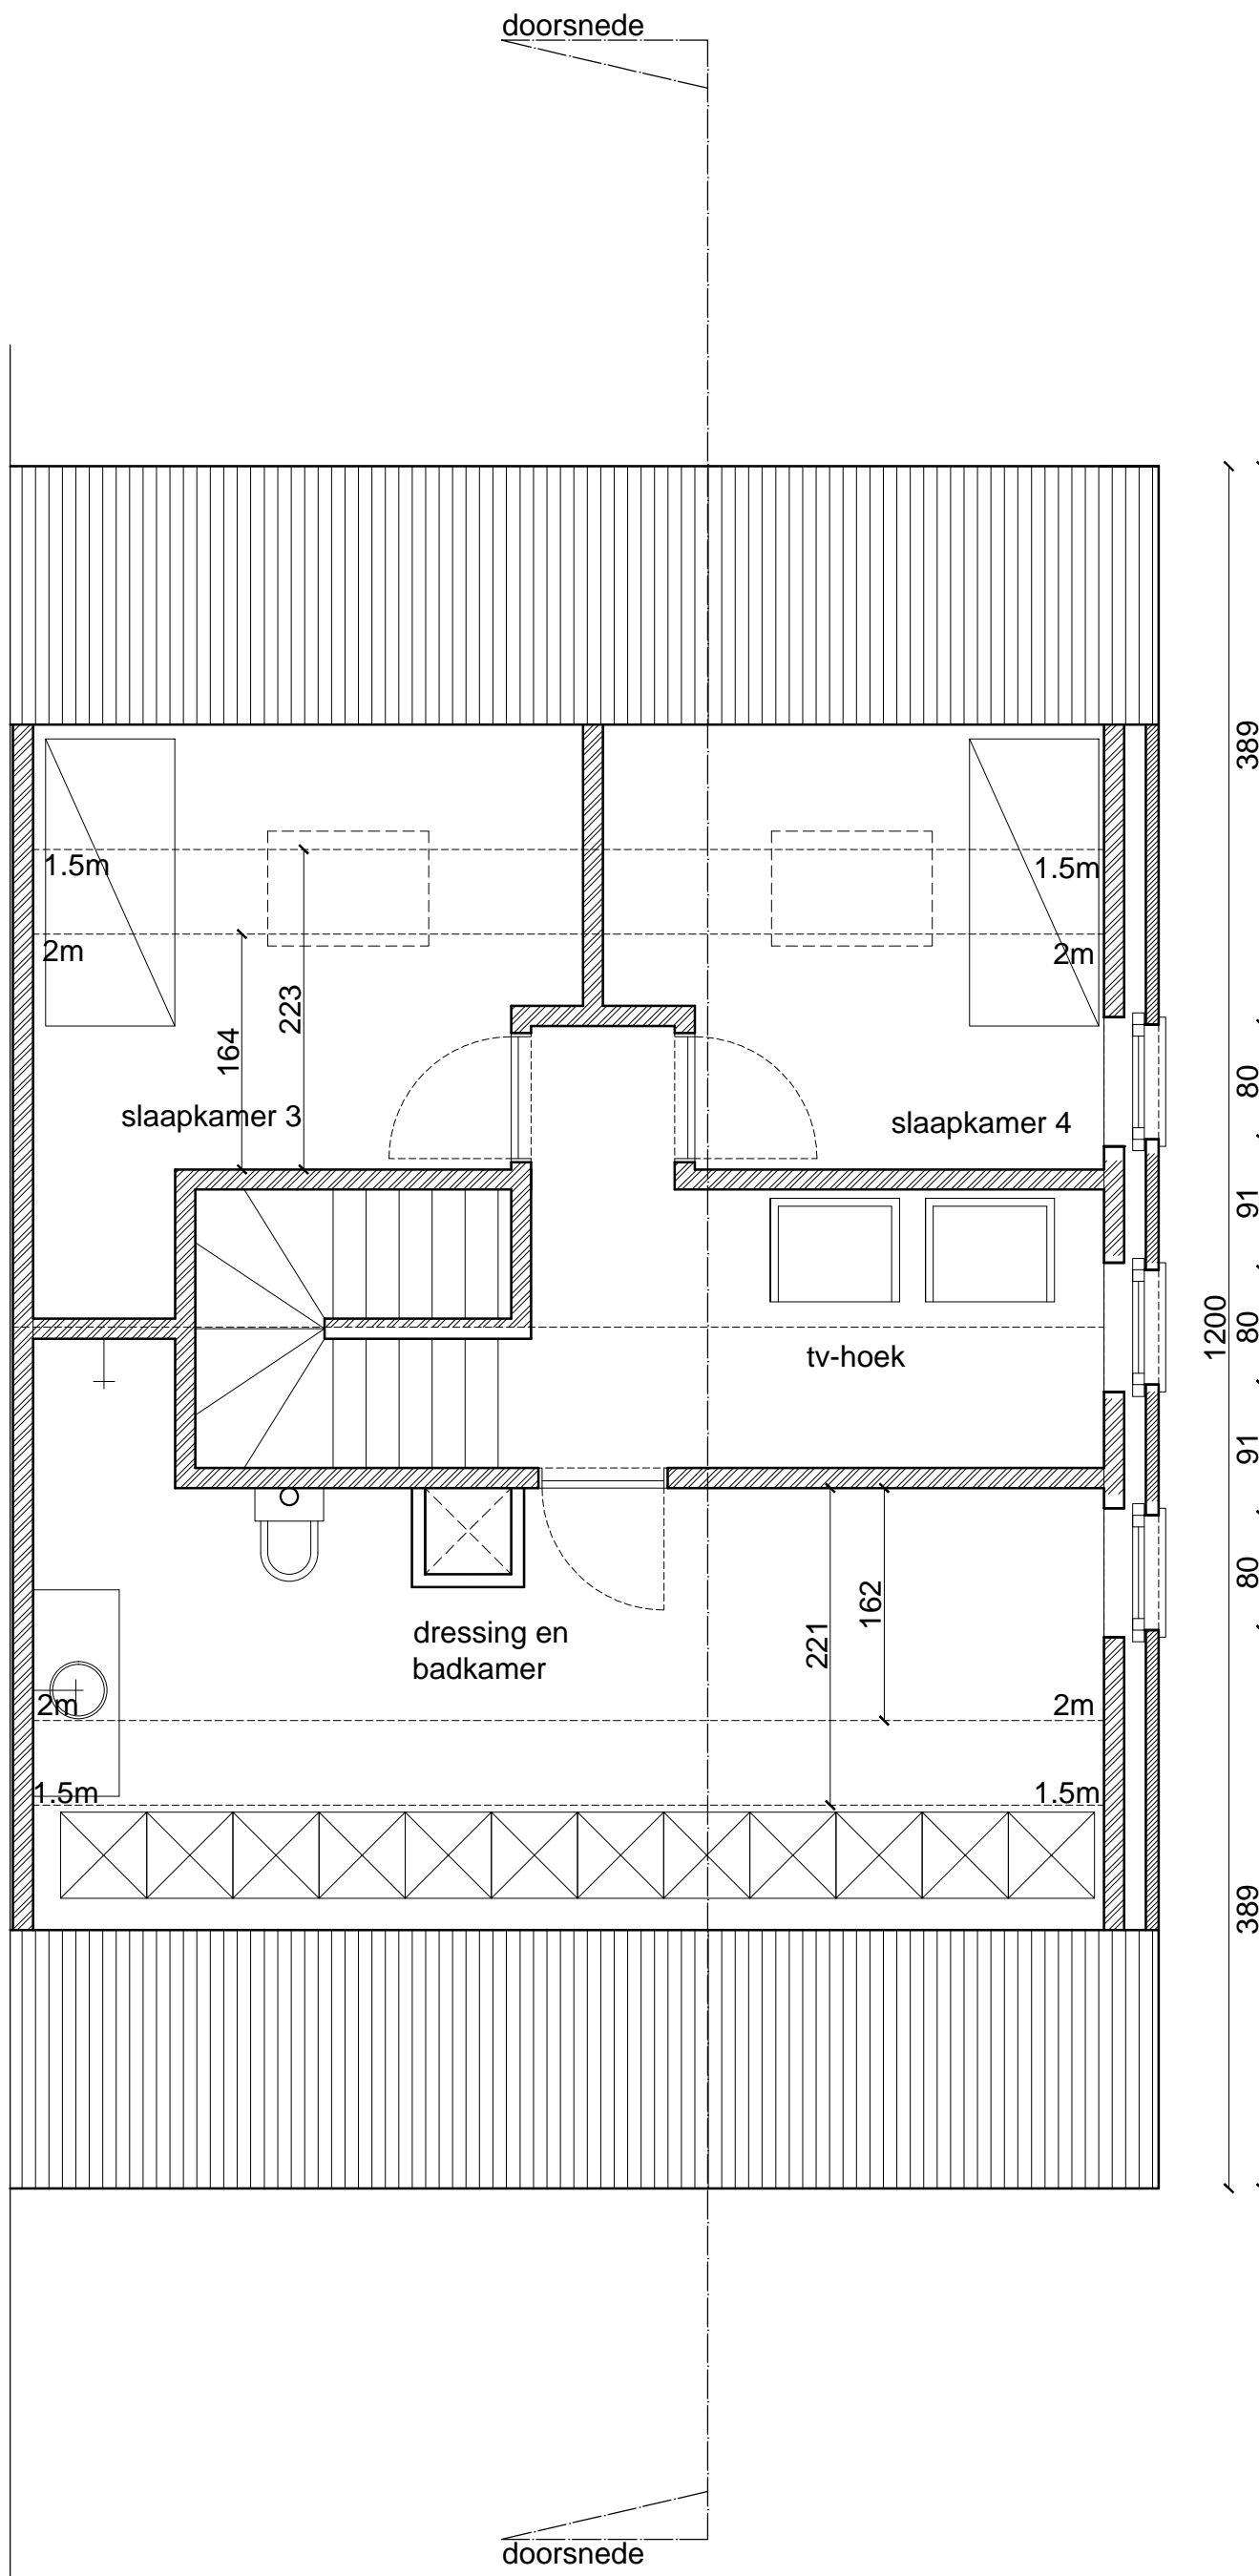 doorsnede
389
1.5m
1.5m
2m
2m
223
164
80
slaapkamer 3
slaapkamer 4
91
1200
80
tv-hoek
91
80
162
221
dressing en
badkamer
2m
2m
1.5m
1.5m
389
doorsnede